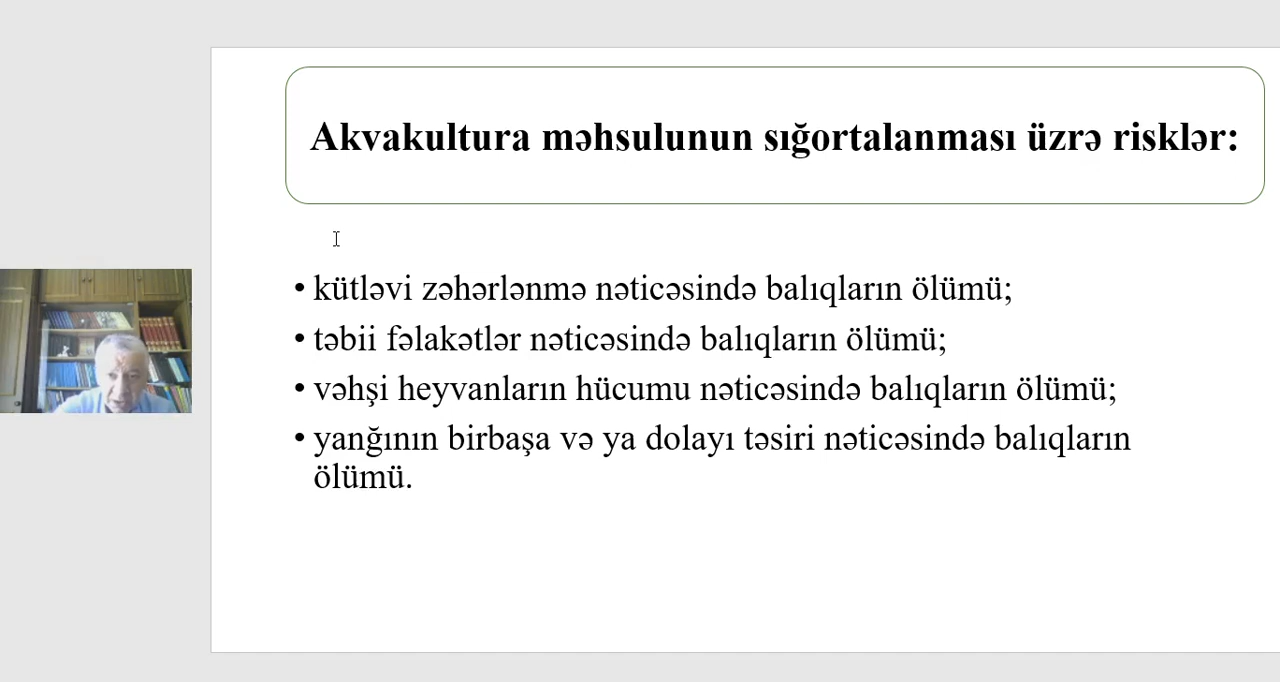 Akvakultura məhsulunun sığortalanması üzrə risklər:
• kütləvi zəhərlənmə nəticəsində balıqların ölümü;
• təbii fəlakətlər nəticəsində balıqların ölümü;
• vəhşi heyvanların hücumu nəticəsində balıqların ölümü;
• yanğının birbaşa və ya dolayı təsiri nəticəsində balıqların
ölümü.